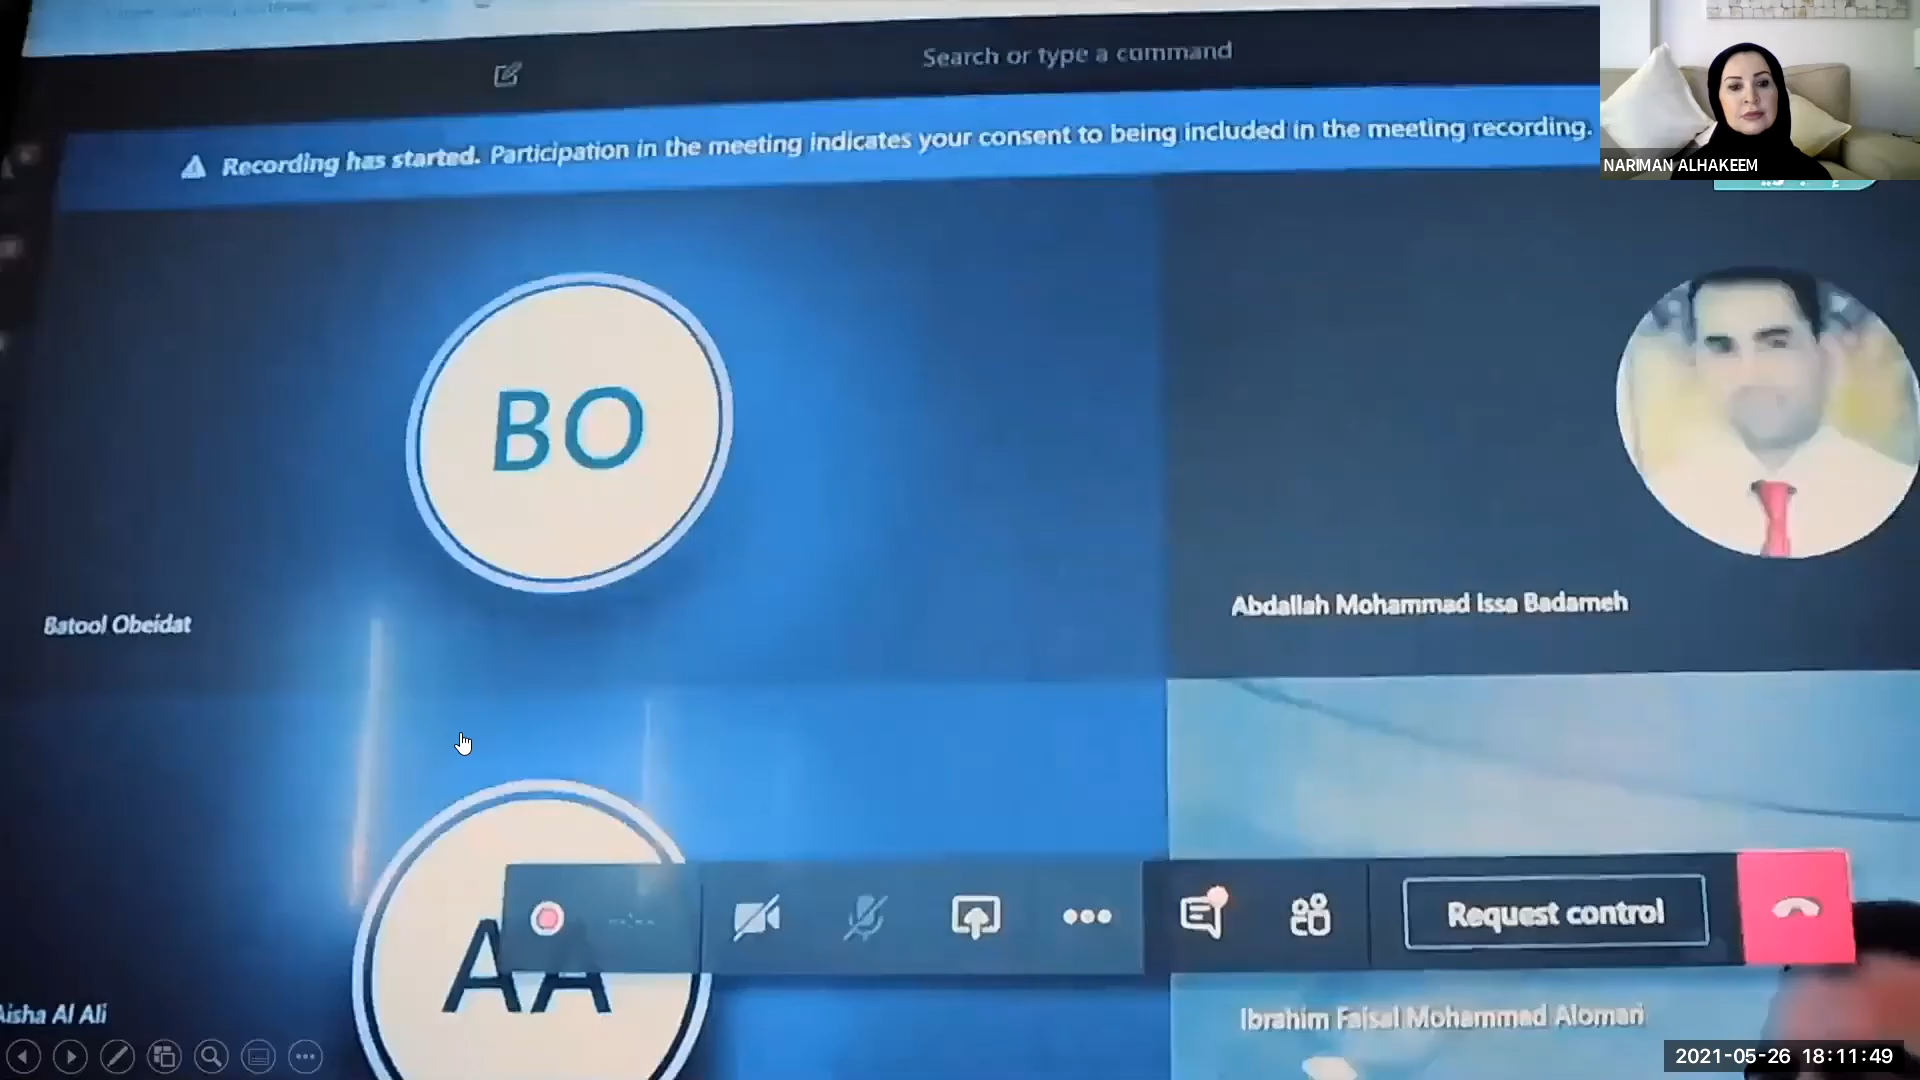 Search or type a command
Recording has started. Participation in the meeting indicates your consent to being included in the meeting recording.
NARIMAN ALHAKEEM
BO
Batool Obeidat
Abdallah Mohammad Issa Badarneh
AA
Request control
Aisha Al Ali
Ibrahim Faisal Mohammad Alomari
2021-05-26 18:11:49